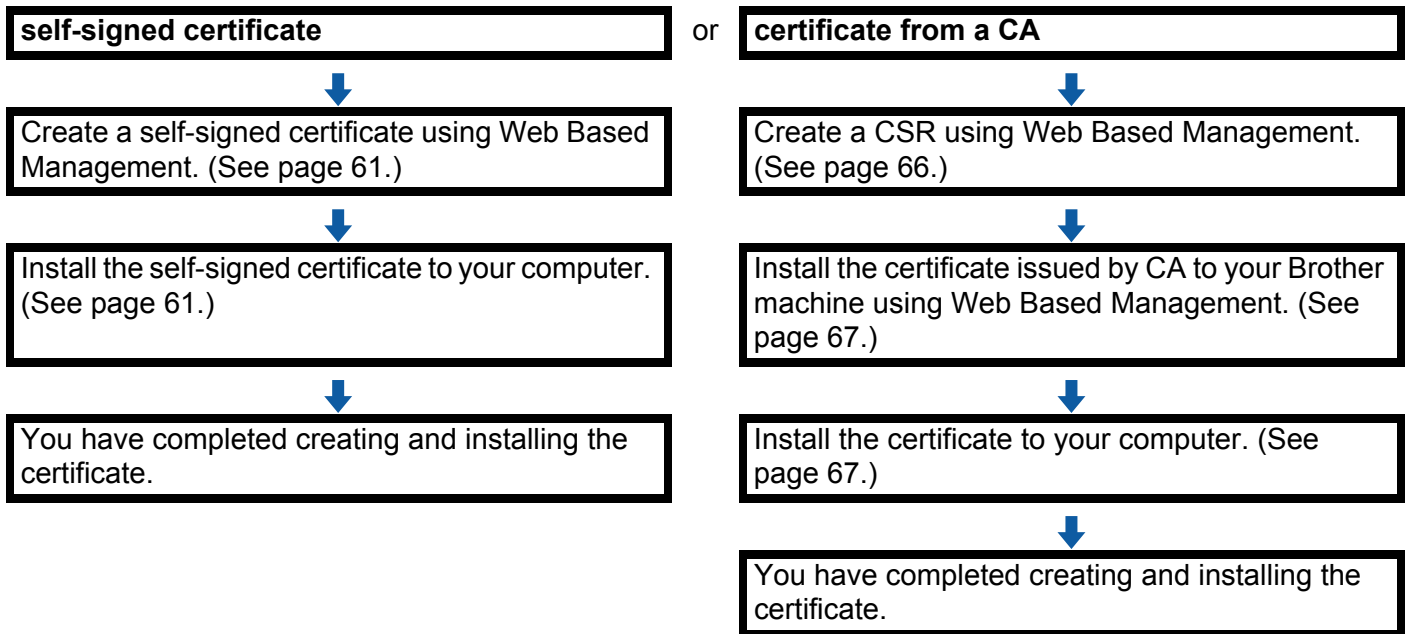 self-signed certificate
or
certificate from a CA
Create a self-signed certificate using Web Based
Management. (See page 61.)
Install the self-signed certificate to your computer.
(See page 61.)
You have completed creating and installing the
certificate.
Create a CSR using Web Based Management.
(See page 66.)
Install the certificate issued by CA to your Brother
machine using Web Based Management. (See
page 67.)
Install the certificate to your computer. (See
page 67.)
You have completed creating and installing the
certificate.